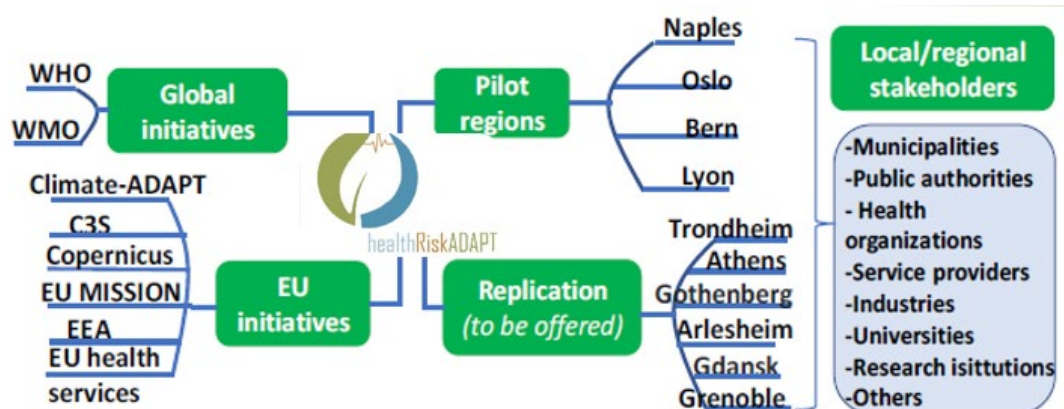 WHO
WMO
Global
initiatives
Climate-ADAPT
C3S
Copernicus
EU MISSION
EEA
EU health
services
EU
initiatives
healthRiskADAPT
Pilot
regions
Naples
Oslo
Bern
Lyon
Replication
(to be offered)
Trondheim
Athens
Gothenberg
Arlesheim
Gdansk
Grenoble
Local/regional
stakeholders
-Municipalities
-Public authorities
- Health
organizations
-Service providers
-Industries
-Universities
-Research isittutions
-Others